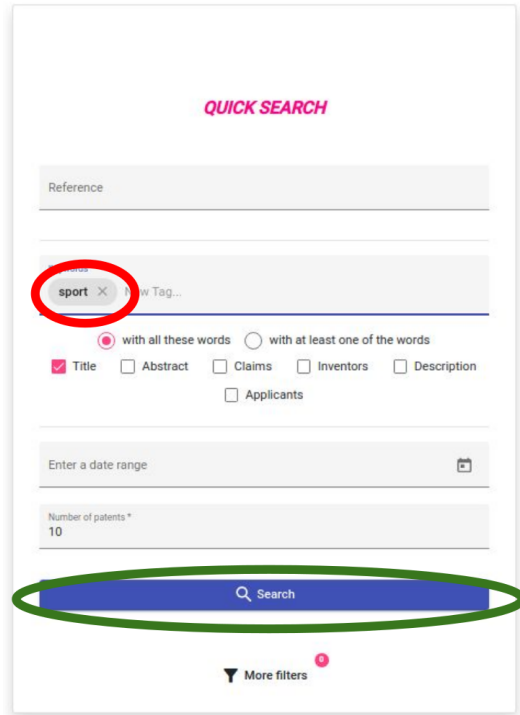 QUICK SEARCH
Reference
sport
Tag...
with all these words with at least one of the words
Title Abstract Claims Inventors Description
Applicants
Enter a date range
Number of patents *
10
Search
0
More filters